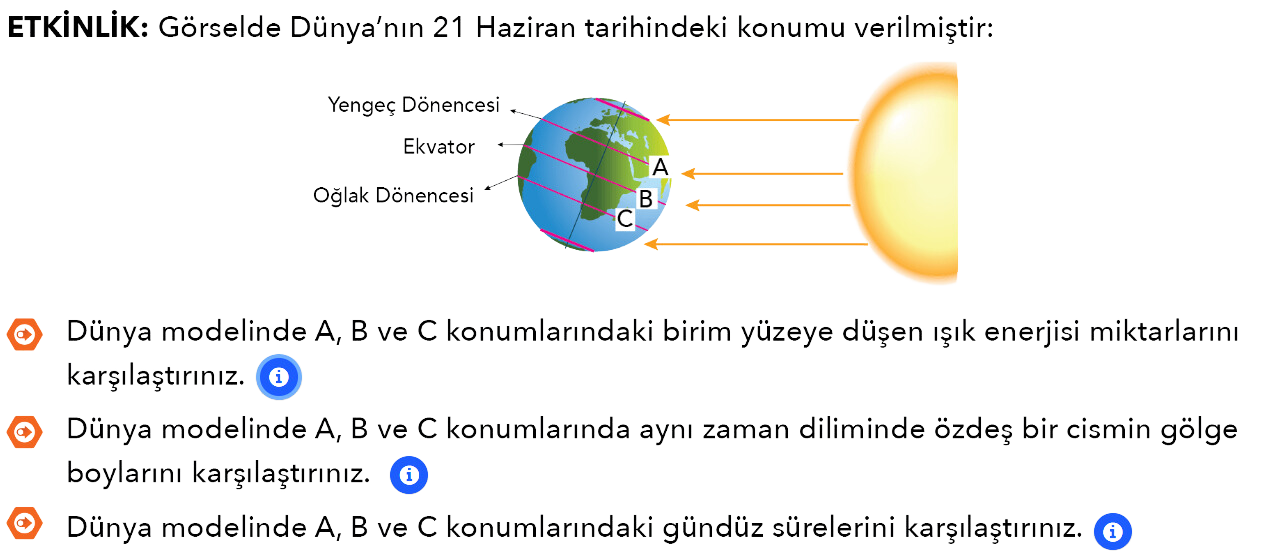 ETKİNLİK: Görselde Dünya’nın 21 Haziran tarihindeki konumu verilmiştir:
Yengeç Dönencesi
Ekvator
Oğlak Dönencesi
A
B
C
Dünya modelinde A, B ve C konumlarındaki birim yüzeye düşen ışık enerjisi miktarlarını
karşılaştırınız.
Dünya modelinde A, B ve C konumlarında aynı zaman diliminde özdeş bir cismin gölge
boylarını karşılaştırınız.
Dünya modelinde A, B ve C konumlarındaki gündüz sürelerini karşılaştırınız.